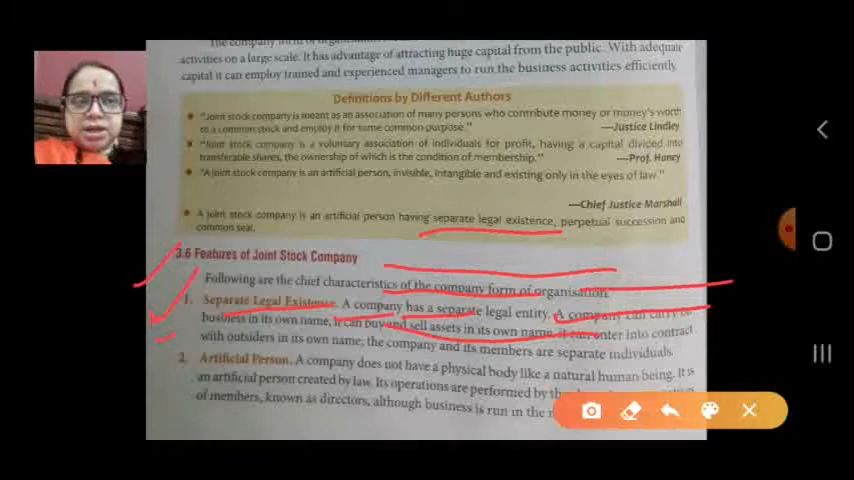 The company form of
activities on a large scale. It has advantage of attracting huge capital from the public. With adequate
capital it can employ trained and experienced managers to run the business activities efficiently.
Definitions by Different Authors
• "Joint stock company is meant as an association of many persons who contribute money or money's worth
to a common stock and employ it for some common purpose." —Justice Lindley
• "Joint stock company is a voluntary association of individuals for profit, having a capital divided into
transferable shares, the ownership of which is the condition of membership." —Prof. Haney
• "A joint stock company is an artificial person, invisible, intangible and existing only in the eyes of law."
—Chief Justice Marshall
• A joint stock company is an artificial person having separate legal existence, perpetual succession and
common seal.
3.6 Features of Joint Stock Company
Following are the chief characteristics of the company form of organisation.
1. Separate Legal Existence. A company has a separate legal entity. A company can carry
business in its own name, it can buy and sell assets in its own name, it can enter into contract
with outsiders in its own name; the company and its members are separate individuals.
2. Artificial Person. A company does not have a physical body like a natural human being. It is
an artificial person created by law. Its operations are performed by
of members, known as directors, although business is run in the